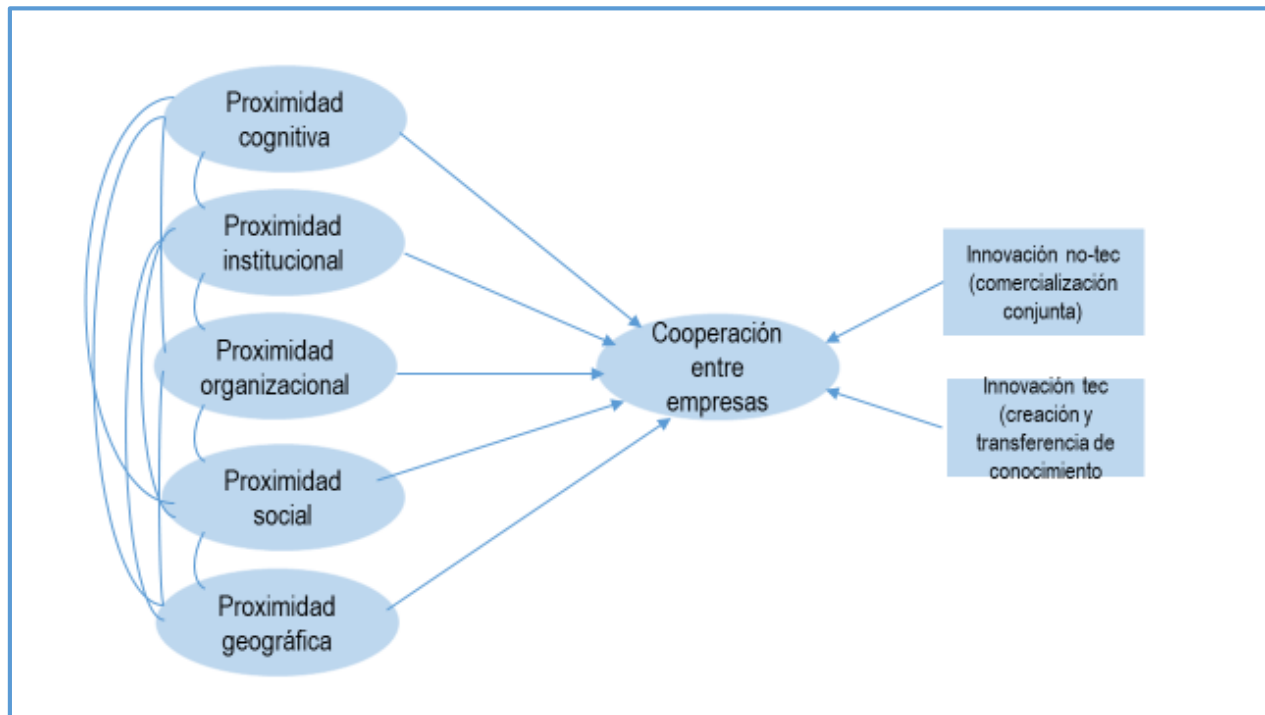 Proximidad
cognitiva
Proximidad
institucional
Proximidad
organizacional
Proximidad
social
Proximidad
geográfica
Cooperación
entre
empresas
Innovación no-tec
(comercialización
conjunta)
Innovación tec
(creación y
transferencia de
conocimiento